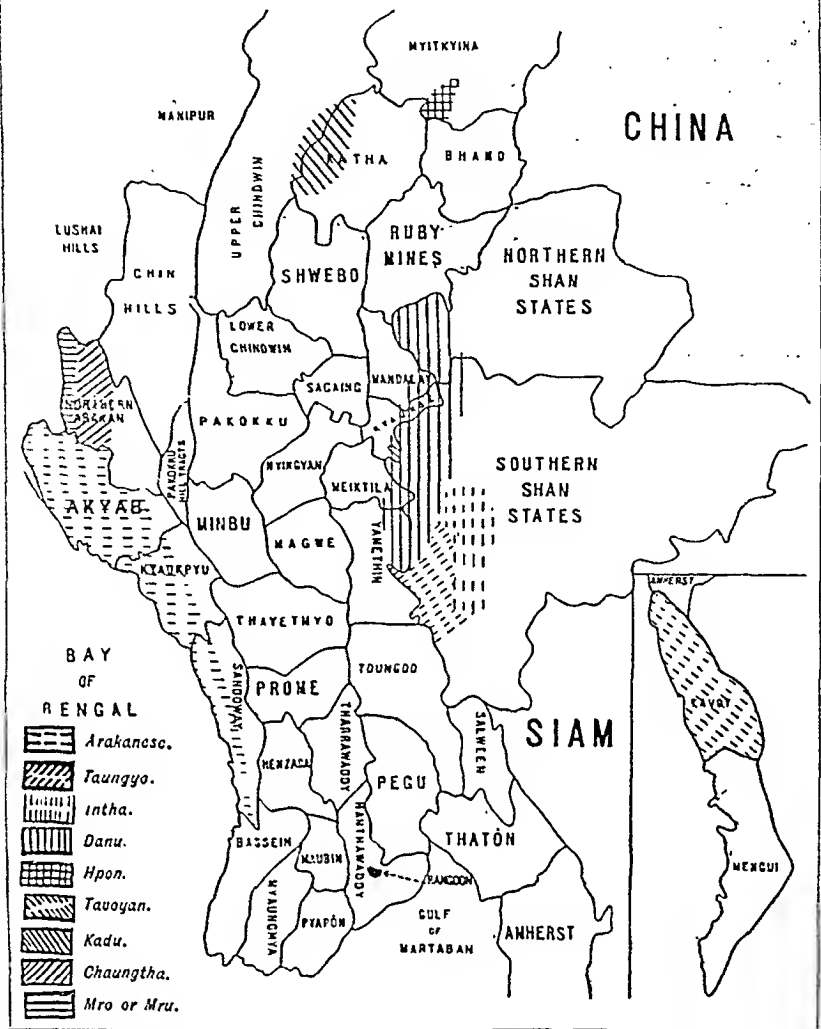 MYITKYINA
MANIPUR
CHINA
KATHA
BHAMO
UPPER
CHINDWIN
LUSHAI
HILLS
RUBY
MINES
NORTHERN
SHAN
STATES
CHIN
HILLS
SHWEBO
LOWER
CHINDWIN
SAGAING
MANDALAY
NORTHERN
ARAKAN
PAKOKKU
PAKOKKU
HILL TRACTS
MYINGYAN
MEIKTILA
SOUTHERN
SHAN
STATES
AKYAB
MINBU
MAGWE
YAMETHIN
KYAUKPYU
AMHERST
THAYETMYO
BAY
OF
BENGAL
SANDOWAY
PROME
TOUNGOO
TAVOY
SALWEEN
SIAM
THARRAWADDY
HENZADA
PEGU
Arakanese.
Taungyo.
Intha.
Danu.
Hpon.
Tavoyan.
Kadu.
Chaungtha.
Mro or Mru.
BASSEIN
MAUBIN
HANTHAWADDY
THATÔN
MERGUI
RANGOON
MYAUNGMYA
PYAPÔN
GULF
OF
MARTABAN
AMHERST